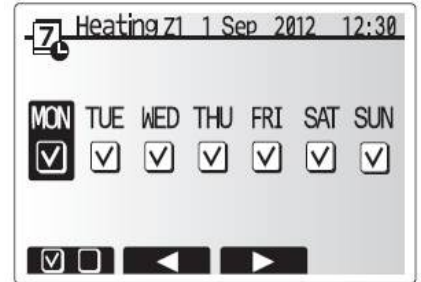 7 Heating Z1 1 Sep 2012 12:30
MON TUE WED THU FRI SAT SUN